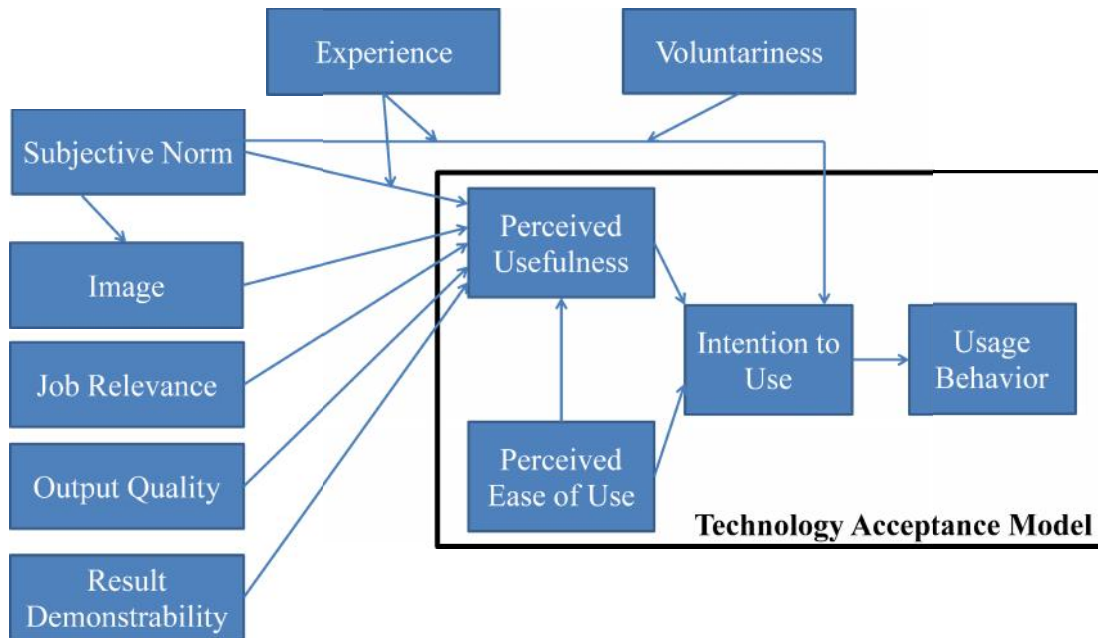 Experience
Voluntariness
Subjective Norm
Perceived
Usefulness
Image
Intention to
Use
Usage
Behavior
Job Relevance
Perceived
Ease of Use
Output Quality
Technology Acceptance Model
Result
Demonstrability